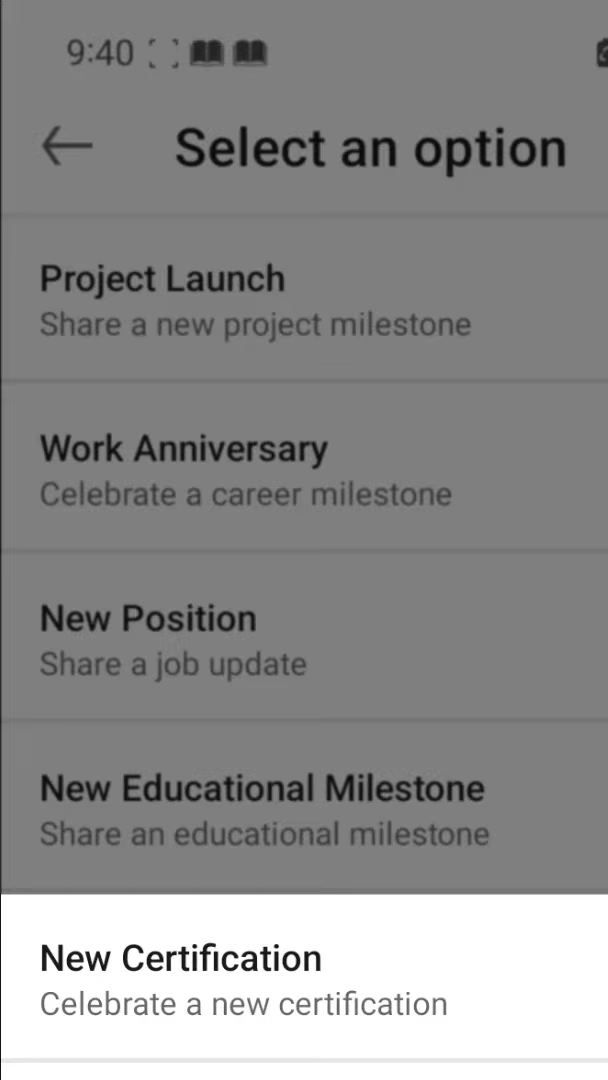 9:40
Select an option
Project Launch
Share a new project milestone
Work Anniversary
Celebrate a career milestone
New Position
Share a job update
New Educational Milestone
Share an educational milestone
New Certification
Celebrate a new certification